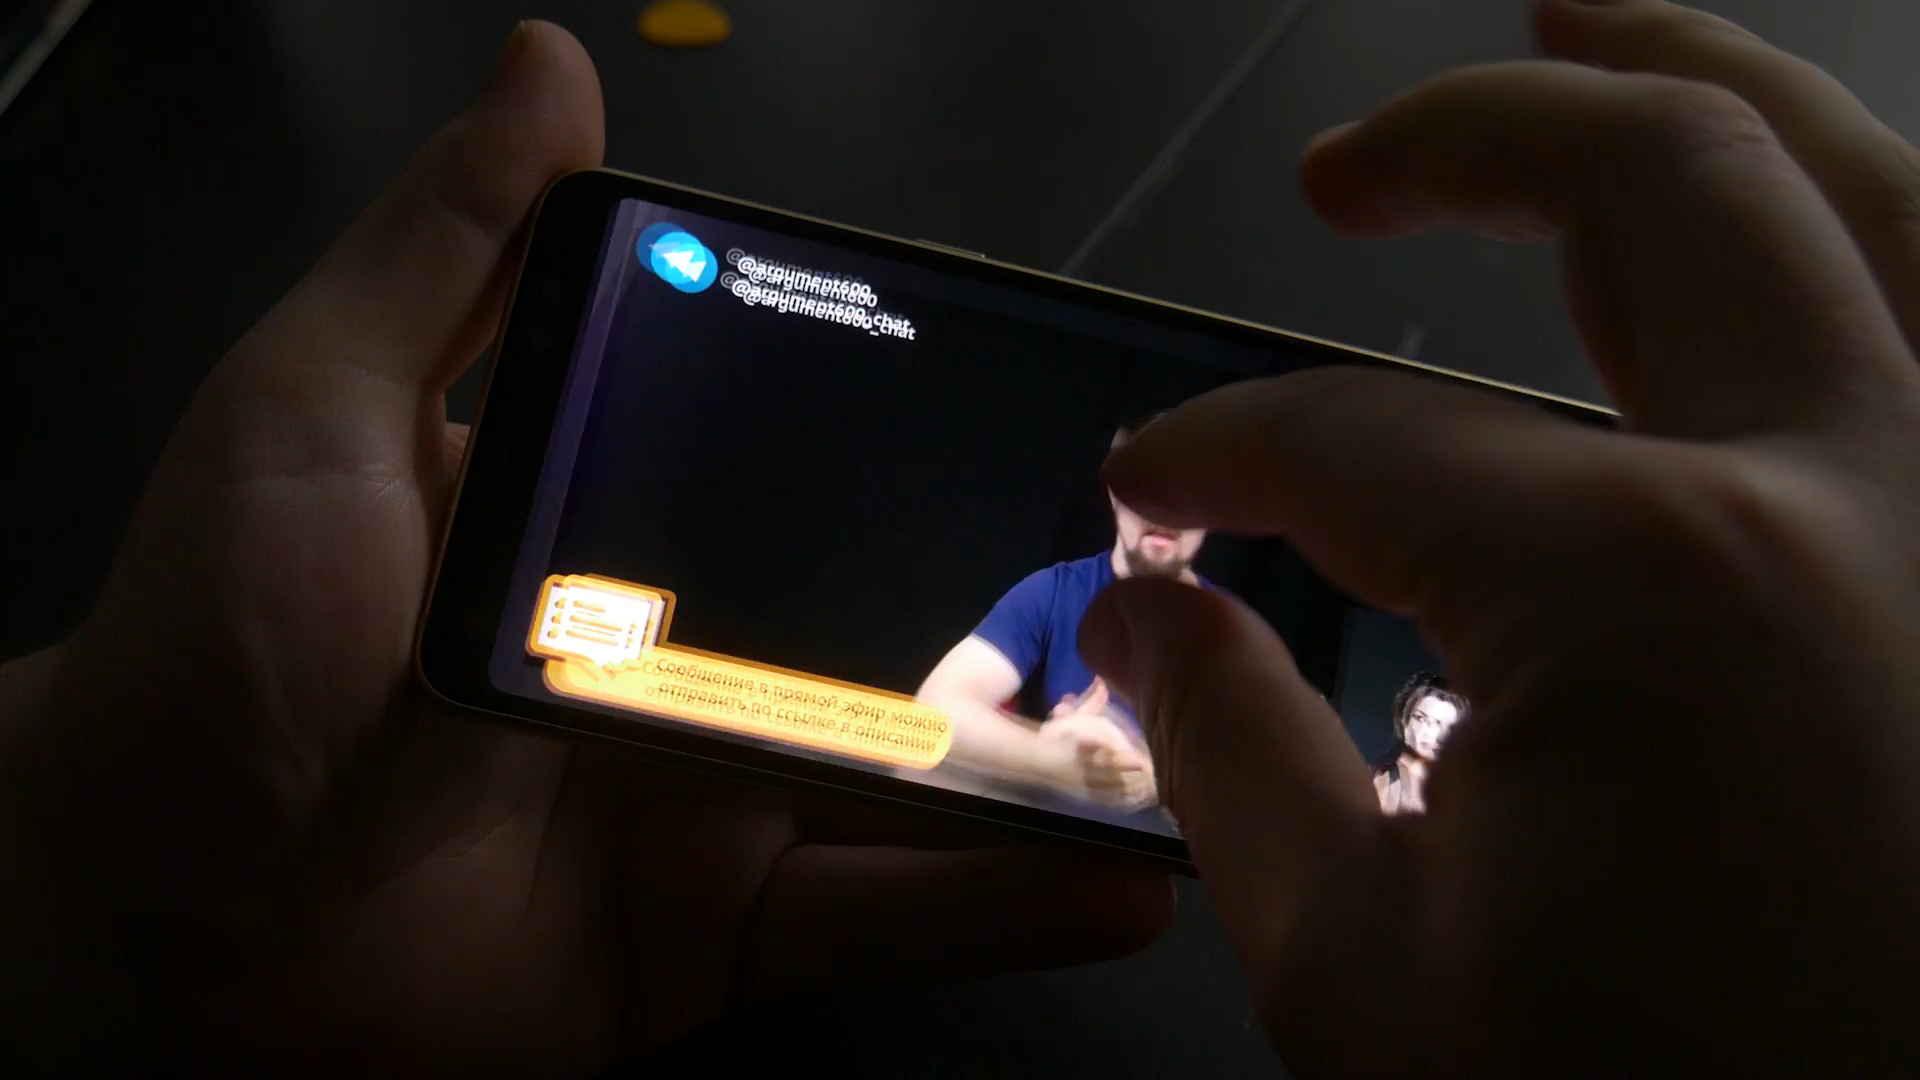 @argument600
@argument600_chat
Сообщение в прямой эфир можно
отправить по ссылке в описании